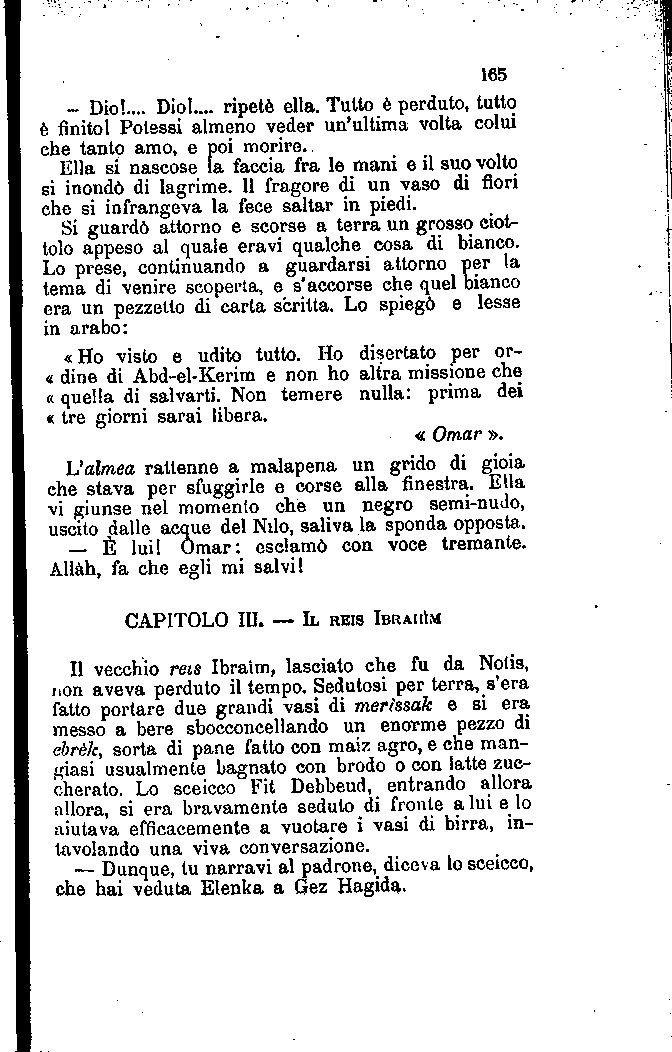 165
— Dio!.... Dio!.... ripetè ella. Tutto è perduto, tutto
è finito! Potessi almeno veder un'ultima volta colui
che tanto amo, e poi morire..
Ella si nascose la faccia fra le mani e il suo volto
si inondò di lagrime. Il fragore di un vaso di fiori
che si infrangeva la fece saltar in piedi.
Si guardò attorno e scorse a terra un grosso ciot-
tolo appeso al quale eravi qualche cosa di bianco.
Lo prese, continuando a guardarsi attorno per la
tema di venire scoperta, e s'accorse che quel bianco
era un pezzetto di carta scritta. Lo spiegò e lesse
in arabo:
« Ho visto e udito tutto. Ho disertato per or-
« dine di Abd-el-Kerim e non ho altra missione che
« quella di salvarti. Non temere nulla: prima dei
« tre giorni sarai libera.
« Omar ».
L'almea rattenne a malapena un grido di gioia
che stava per sfuggirle e corse alla finestra. Ella
vi giunse nel momento che un negro semi-nudo,
uscito dalle acque del Nilo, saliva la sponda opposta.
— È lui! Omar: esclamò con voce tremante.
Allàh, fa che egli mi salvi!
CAPITOLO III. — IL REIS IBRAHÌM
Il vecchio reis Ibraim, lasciato che fu da Notis,
non aveva perduto il tempo. Sedutosi per terra, s'era
fatto portare due grandi vasi di merissak e si era
messo a bere sbocconcellando un enorme pezzo di
ebrèk, sorta di pane fatto con maiz agro, e che man-
giasi usualmente bagnato con brodo o con latte zuc-
cherato. Lo sceicco Fit Debbeud, entrando allora
allora, si era bravamente seduto di fronte a lui e lo
aiutava efficacemente a vuotare i vasi di birra, in-
tavolando una viva conversazione.
— Dunque, tu narravi al padrone, diceva lo sceicco,
che hai veduta Elenka a Gez Hagida.